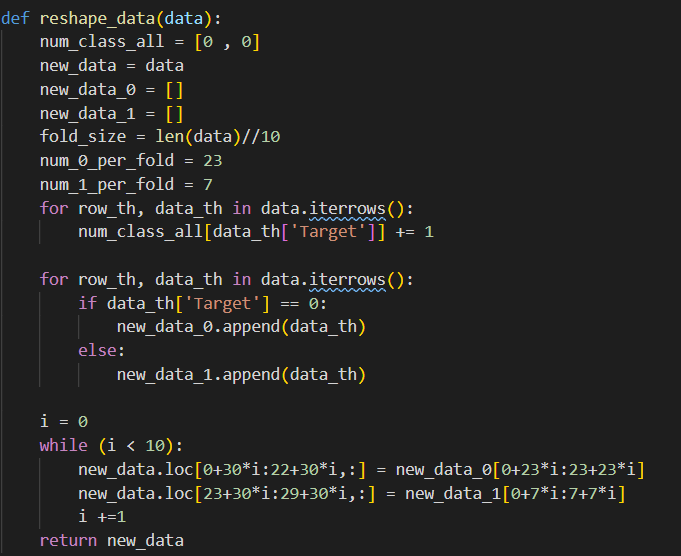 def reshape_data(data):
    num_class_all = [0 , 0]
    new_data = data
    new_data_0 = []
    new_data_1 = []
    fold_size = len(data)//10
    num_0_per_fold = 23
    num_1_per_fold = 7
    for row_th, data_th in data.iterrows():
        num_class_all[data_th['Target']] += 1

    for row_th, data_th in data.iterrows():
        if data_th['Target'] == 0:
            new_data_0.append(data_th)
        else:
            new_data_1.append(data_th)

    i = 0
    while (i < 10):
        new_data.loc[0+30*i:22+30*i,:] = new_data_0[0+23*i:23+23*i]
        new_data.loc[23+30*i:29+30*i,:] = new_data_1[0+7*i:7+7*i]
        i +=1
    return new_data